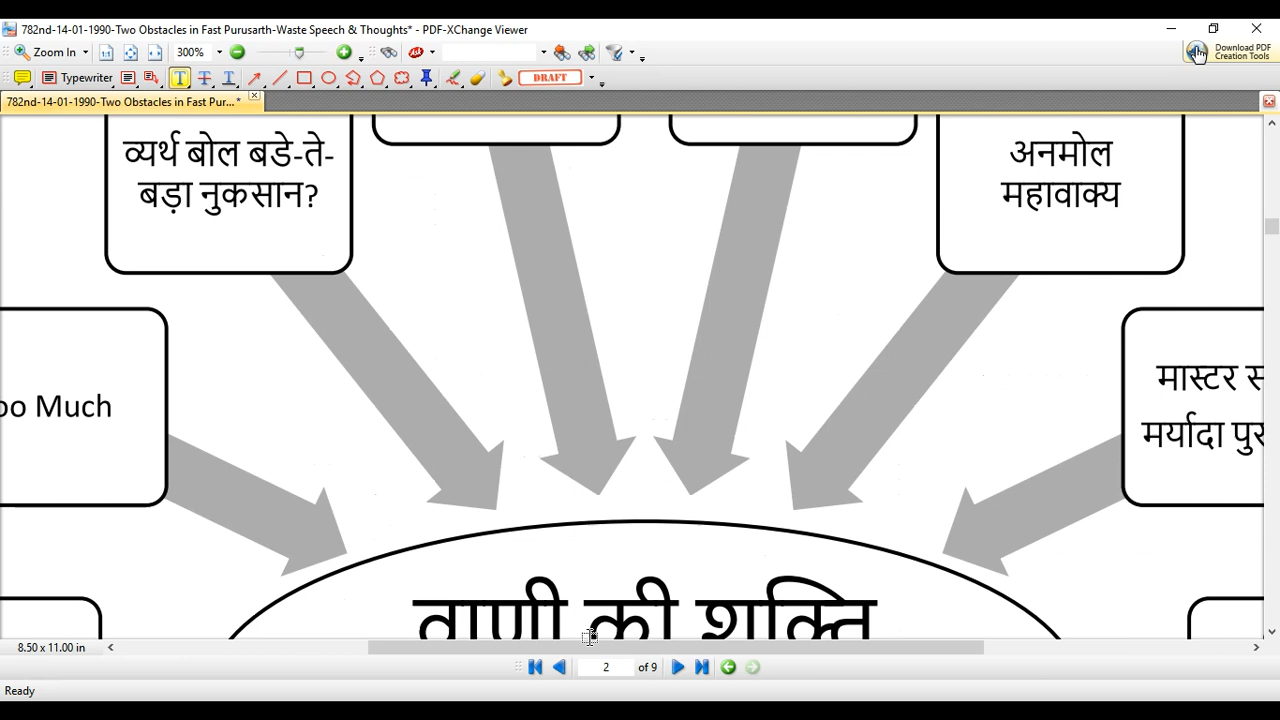 782nd-14-01-1990-Two Obstacles in Fast Purusarth-Waste Speech & Thoughts* - PDF-XChange Viewer
Zoom In 300% Download PDF
Creation Tools
Typewriter DRAFT
782nd-14-01-1990-Two Obstacles in Fast Pur...*
व्यर्थ बोल बडे-ते-
बड़ा नुकसान?
अनमोल
महावाक्य
Much
मास्टर
मर्यादा
वाणी की शक्ति
8.50 x 11.00 in
2 of 9
Ready